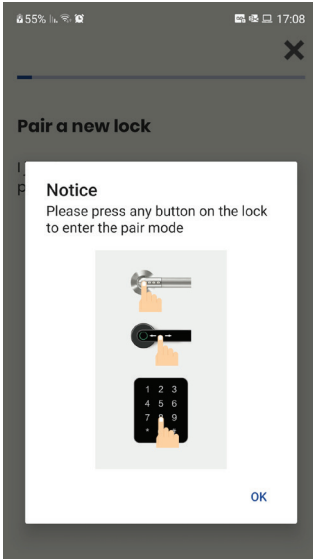 55%
17:08
Pair a new lock
Notice
Please press any button on the lock
to enter the pair mode
1 2 3
4 5 6
7 8 9
*
OK